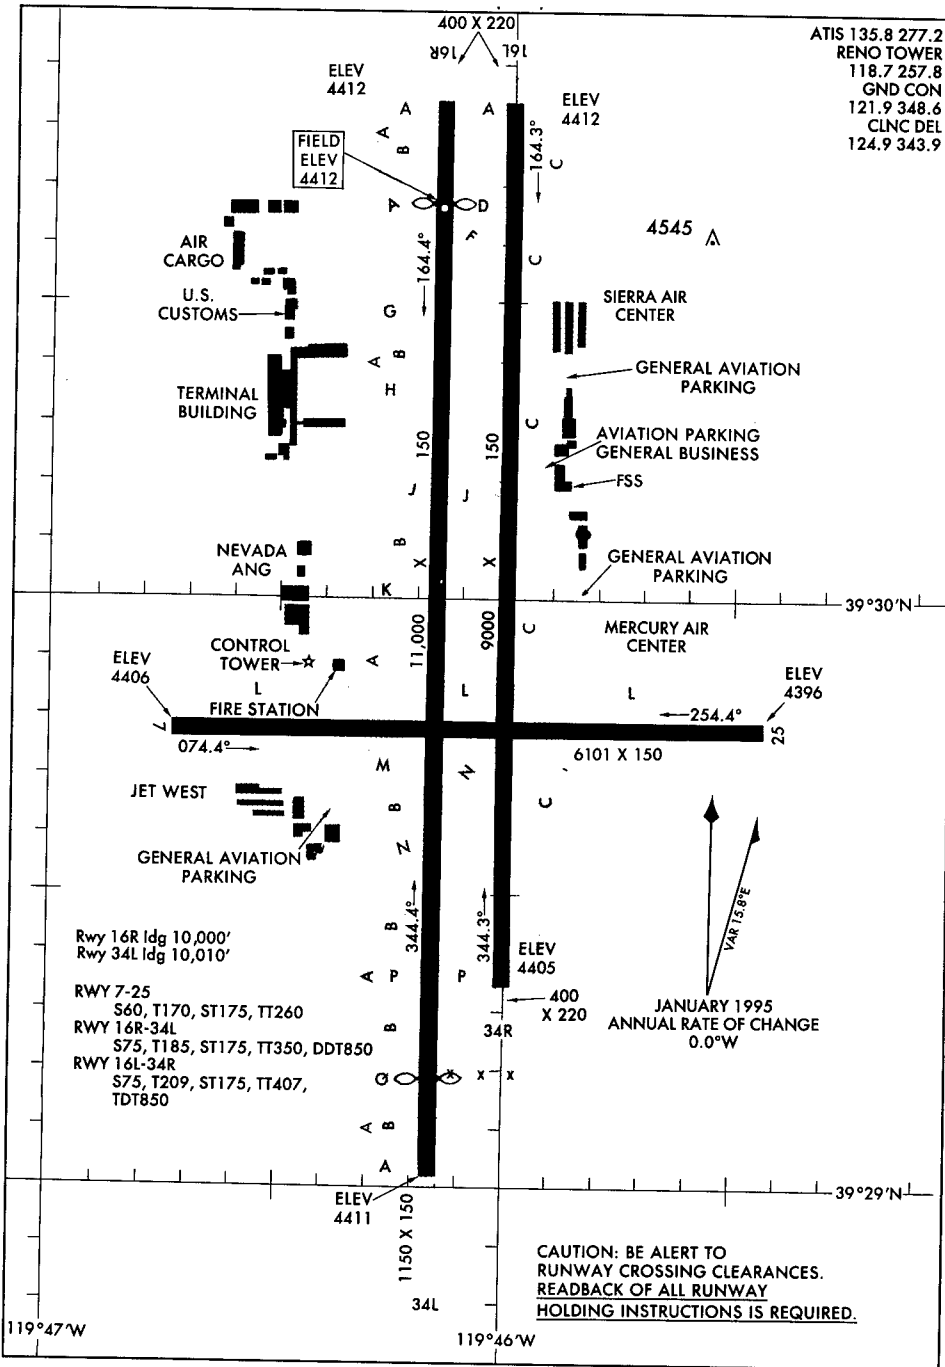 400 X 220
16R
16L
ATIS 135.8 277.2
RENO TOWER
118.7 257.8
GND CON
121.9 348.6
CLNC DEL
124.9 343.9
ELEV
4412
A
A
ELEV
4412
A
B
164.3°
C
FIELD
ELEV
4412
A
D
F
4545
AIR
CARGO
164.4°
C
U.S.
CUSTOMS
G
SIERRA AIR
CENTER
A
B
H
GENERAL AVIATION
PARKING
TERMINAL
BUILDING
150
150
C
AVIATION PARKING
GENERAL BUSINESS
FSS
J
J
B
NEVADA
ANG
X
X
GENERAL AVIATION
PARKING
K
39°30'N
11,000
9000
C
MERCURY AIR
CENTER
CONTROL
TOWER
A
ELEV
4406
L
L
L
ELEV
4396
FIRE STATION
254.4°
7
25
074.4°
6101 X 150
M
N
JET WEST
B
C
N
GENERAL AVIATION
PARKING
VAR 15.8°E
344.4°
344.3°
B
Rwy 16R ldg 10,000'
Rwy 34L ldg 10,010'
ELEV
4405
A
P
P
RWY 7-25
S60, T170, ST175, TT260
RWY 16R-34L
S75, T185, ST175, TT350, DDT850
RWY 16L-34R
S75, T209, ST175, TT407,
TDT850
400
X 220
34R
JANUARY 1995
ANNUAL RATE OF CHANGE
0.0°W
B
Q
X
X
X
A
B
A
ELEV
4411
1150 X 150
39°29'N
34L
CAUTION: BE ALERT TO
RUNWAY CROSSING CLEARANCES.
READBACK OF ALL RUNWAY
HOLDING INSTRUCTIONS IS REQUIRED.
119°47'W
119°46'W